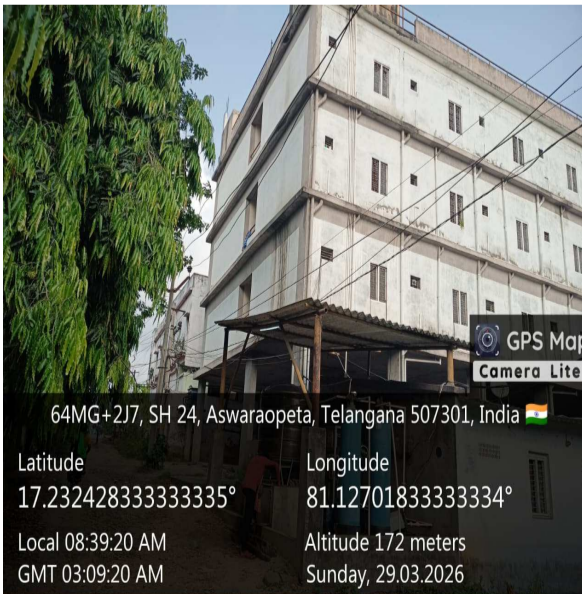 GPS Map
Camera Lite
64MG+2J7, SH 24, Aswaraopeta, Telangana 507301, India
Latitude
17.232428333333335°
Longitude
81.12701833333334°
Local 08:39:20 AM
GMT 03:09:20 AM
Altitude 172 meters
Sunday, 29.03.2026